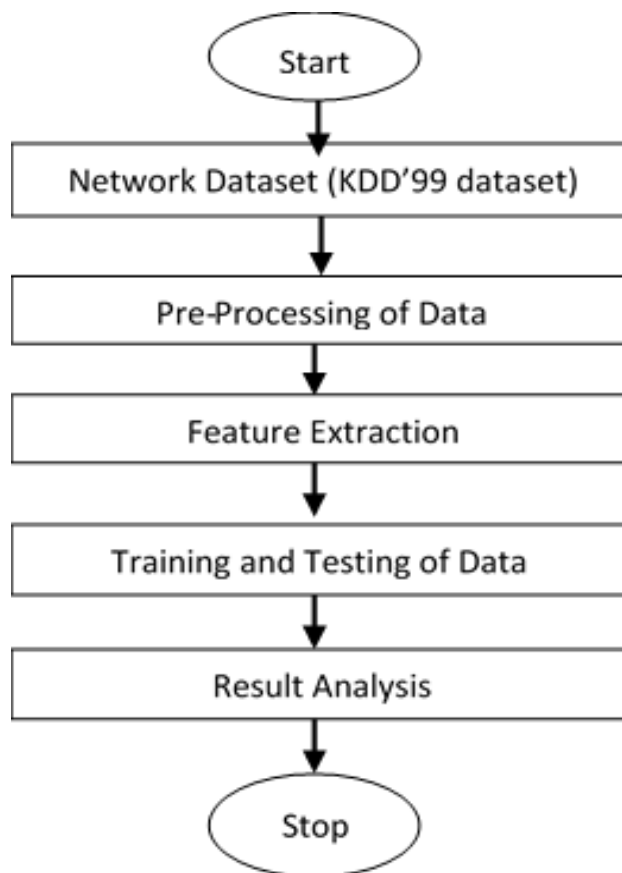 Start
Network Dataset (KDD’99 dataset)
Pre-Processing of Data
Feature Extraction
Training and Testing of Data
Result Analysis
Stop